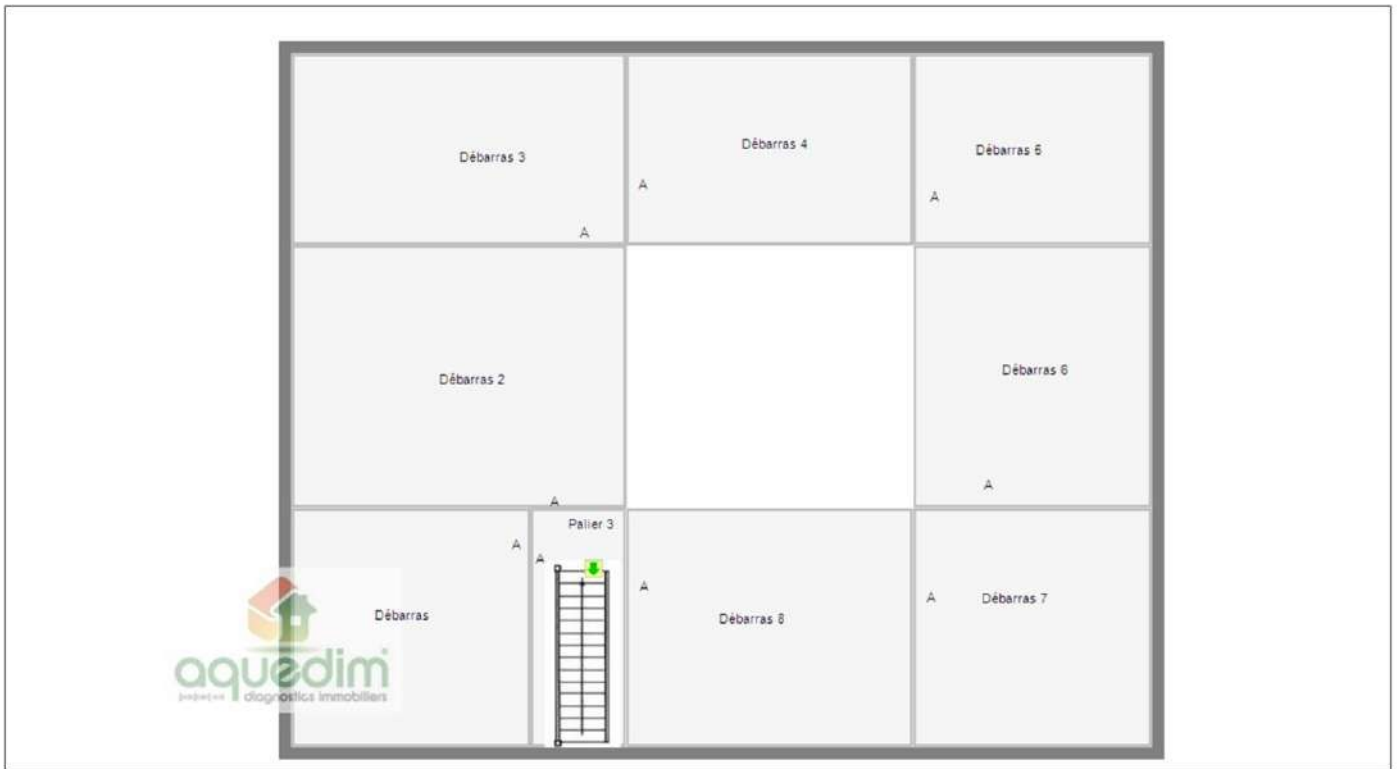 Débarras 3
Débarras 4
Débarras 5
A
A
A
Débarras 2
Débarras 6
A
A
Palier 3
A
A
A
A
Débarras
Débarras 8
Débarras 7
aquedim
diagnostics immobiliers